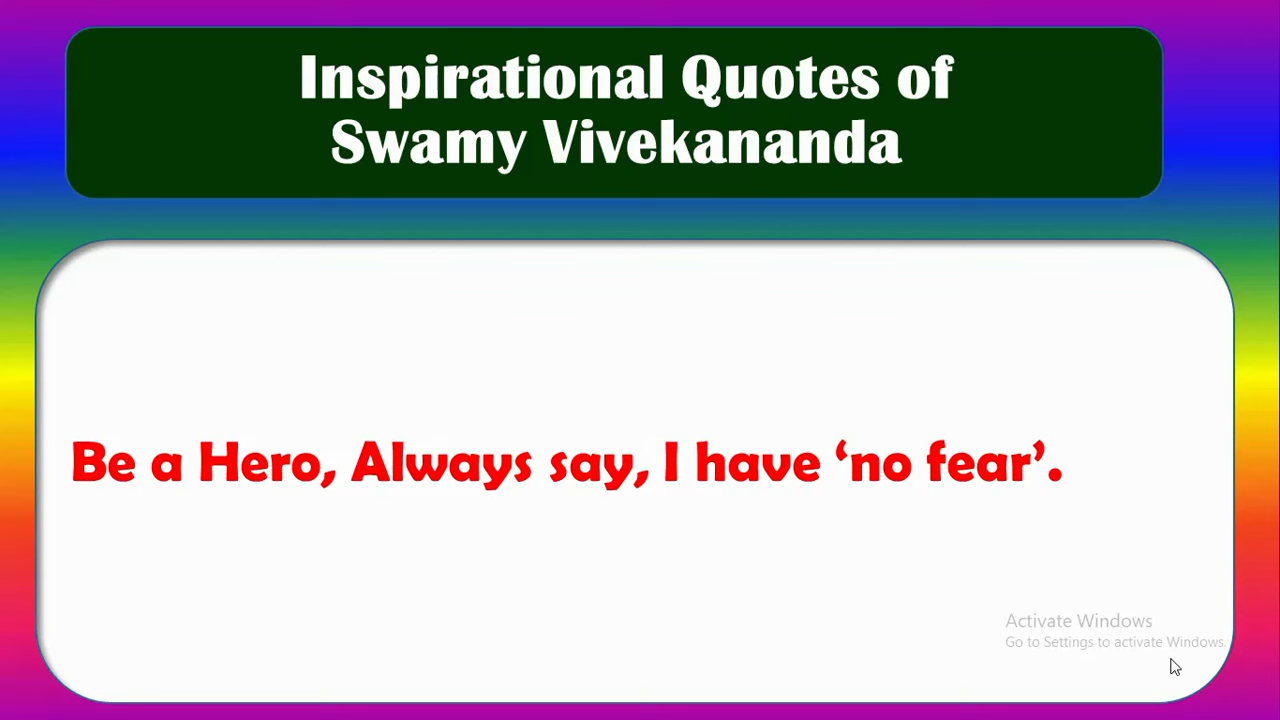 Inspirational Quotes of
Swamy Vivekananda
Be a Hero, Always say, I have ‘no fear’.
Activate Windows
Go to Settings to activate Windows.